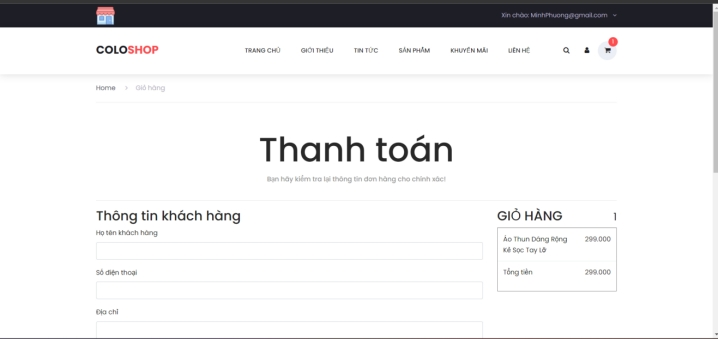 Xin chào: MinhPhuong@gmail.com
COLOSHOP
TRANG CHỦ GIỚI THIỆU TIN TỨC SẢN PHẨM KHUYẾN MÃI LIÊN HỆ
1
Home > Giỏ hàng
Thanh toán
Bạn hãy kiểm tra lại thông tin đơn hàng cho chính xác!
Thông tin khách hàng
Họ tên khách hàng
Số điện thoại
Địa chỉ
GIỎ HÀNG 1
Áo Thun Dáng Rộng 299.000
Kẻ Sọc Tay Lỡ
Tổng tiền 299.000